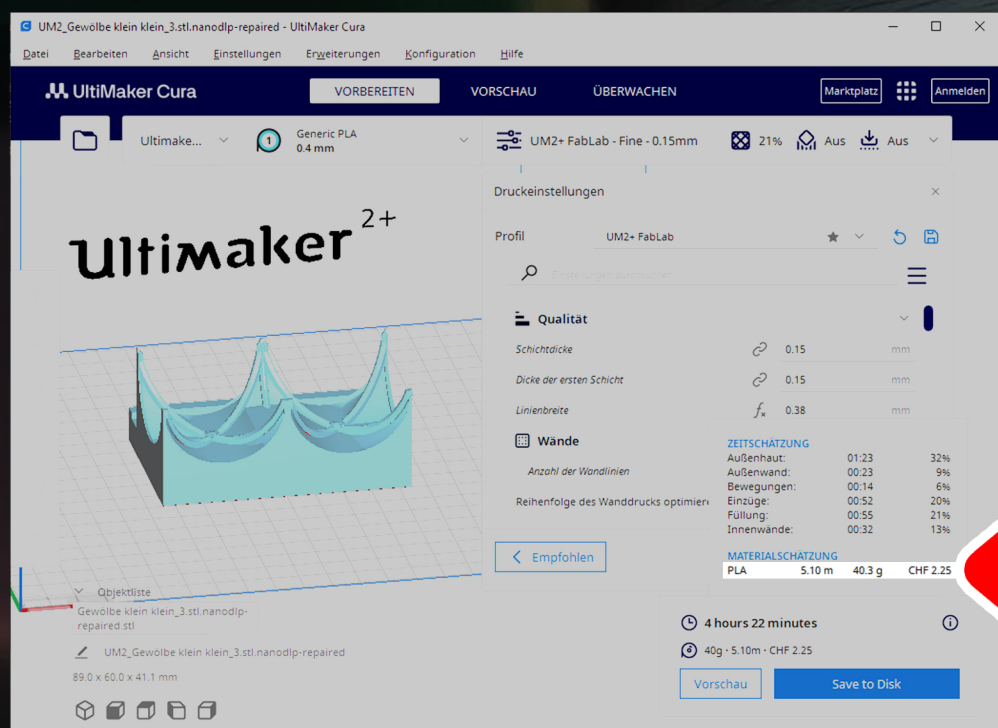 UM2_Gewölbe klein klein_3.stl.nanodlp-repaired - UltiMaker Cura
Datei Bearbeiten Ansicht Einstellungen Erweiterungen Konfiguration Hilfe
UltiMaker Cura VORBEREITEN VORSCHAU ÜBERWACHEN Marktplatz Anmelden
Ultimake... 1 Generic PLA
0.4 mm
UM2+ FabLab - Fine - 0.15mm 21% Aus Aus
Ultimaker 2+
Druckeinstellungen
Profil UM2+ FabLab
Einstellungen durchsuchen
Qualität
Schichtdicke 0.15 mm
Dicke der ersten Schicht 0.15 mm
Linienbreite 0.38 mm
Wände
Anzahl der Wandlinien
Reihenfolge des Wanddrucks optimiere
Empfohlen
ZEITSCHÄTZUNG
Außenhaut: 01:23 32%
Außenwand: 00:23 9%
Bewegungen: 00:14 6%
Einzüge: 00:52 20%
Füllung: 00:55 21%
Innenwände: 00:32 13%
MATERIALSCHÄTZUNG
PLA 5.10 m 40.3 g CHF 2.25
Objektliste
Gewölbe klein klein_3.stl.nanodlp-
repaired.stl
UM2_Gewölbe klein klein_3.stl.nanodlp-repaired
89.0 x 60.0 x 41.1 mm
4 hours 22 minutes
40g · 5.10m · CHF 2.25
Vorschau Save to Disk